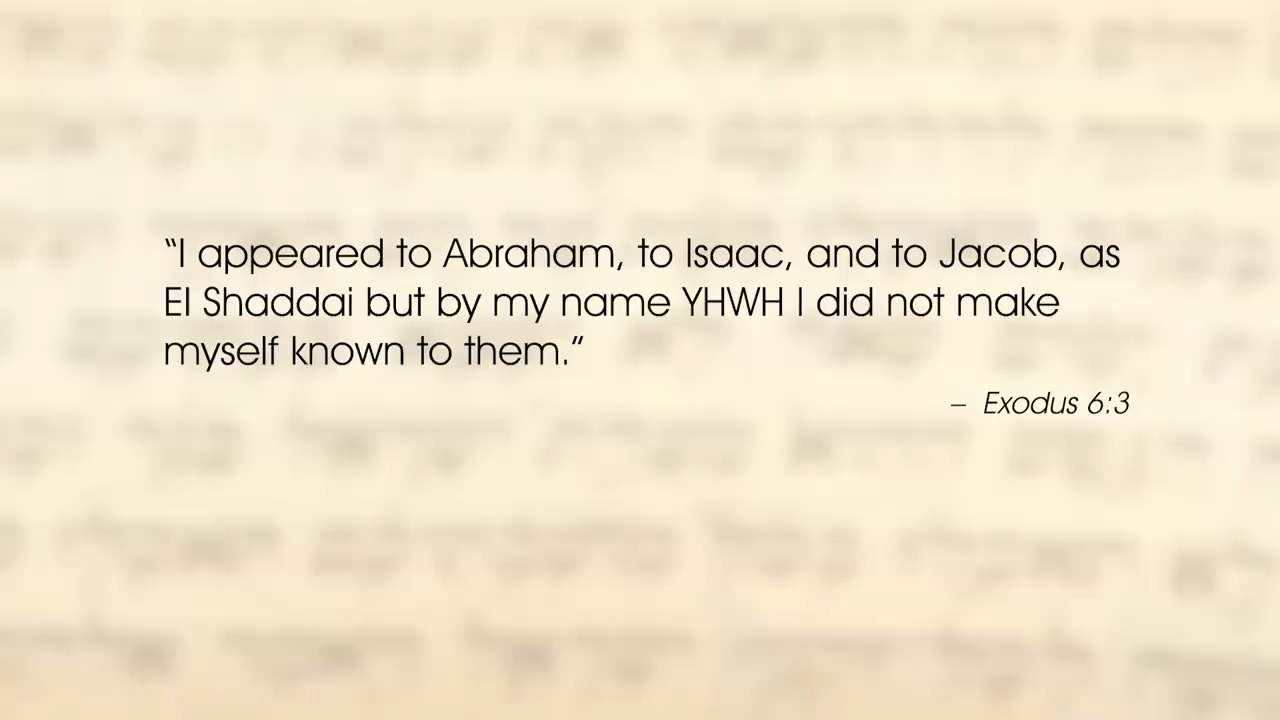 “I appeared to Abraham, to Isaac, and to Jacob, as
El Shaddai but by my name YHWH I did not make
myself known to them.”
– Exodus 6:3